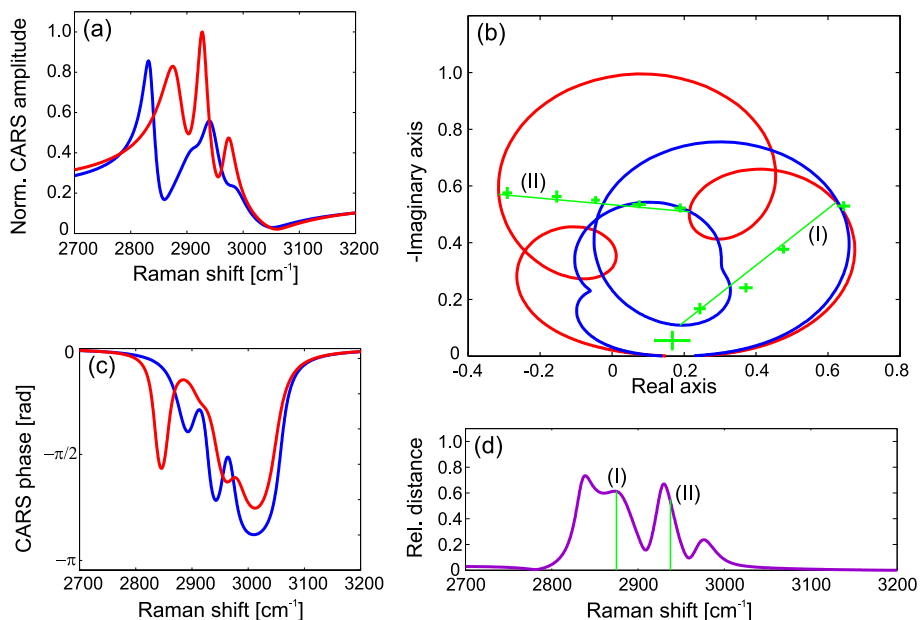 (a)
Norm. CARS amplitude
1.0
0.8
0.6
0.4
0.2
0
2700 2800 2900 3000 3100 3200
Raman shift [cm-1]
(b)
-Imaginary axis
1.0
0.8
0.6
0.4
0.2
0
(II)
(I)
-0.4 -0.2 0 0.2 0.4 0.6 0.8
Real axis
(c)
CARS phase [rad]
0
−π/2
−π
2700 2800 2900 3000 3100 3200
Raman shift [cm-1]
(d)
Rel. distance
1.0
0.8
0.6
0.4
0.2
0
(I)
(II)
2700 2800 2900 3000 3100 3200
Raman shift [cm-1]